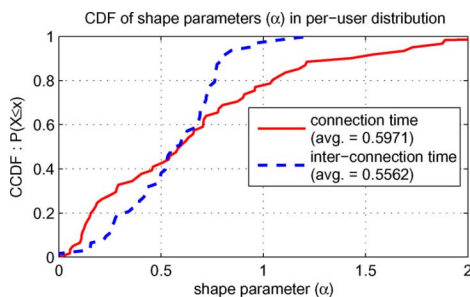 CDF of shape parameters (α) in per-user distribution
1
0.8
0.6
0.4
0.2
0
CCDF : P(X≤x)
connection time
(avg. = 0.5971)
inter-connection time
(avg. = 0.5562)
0 0.5 1 1.5 2
shape parameter (α)